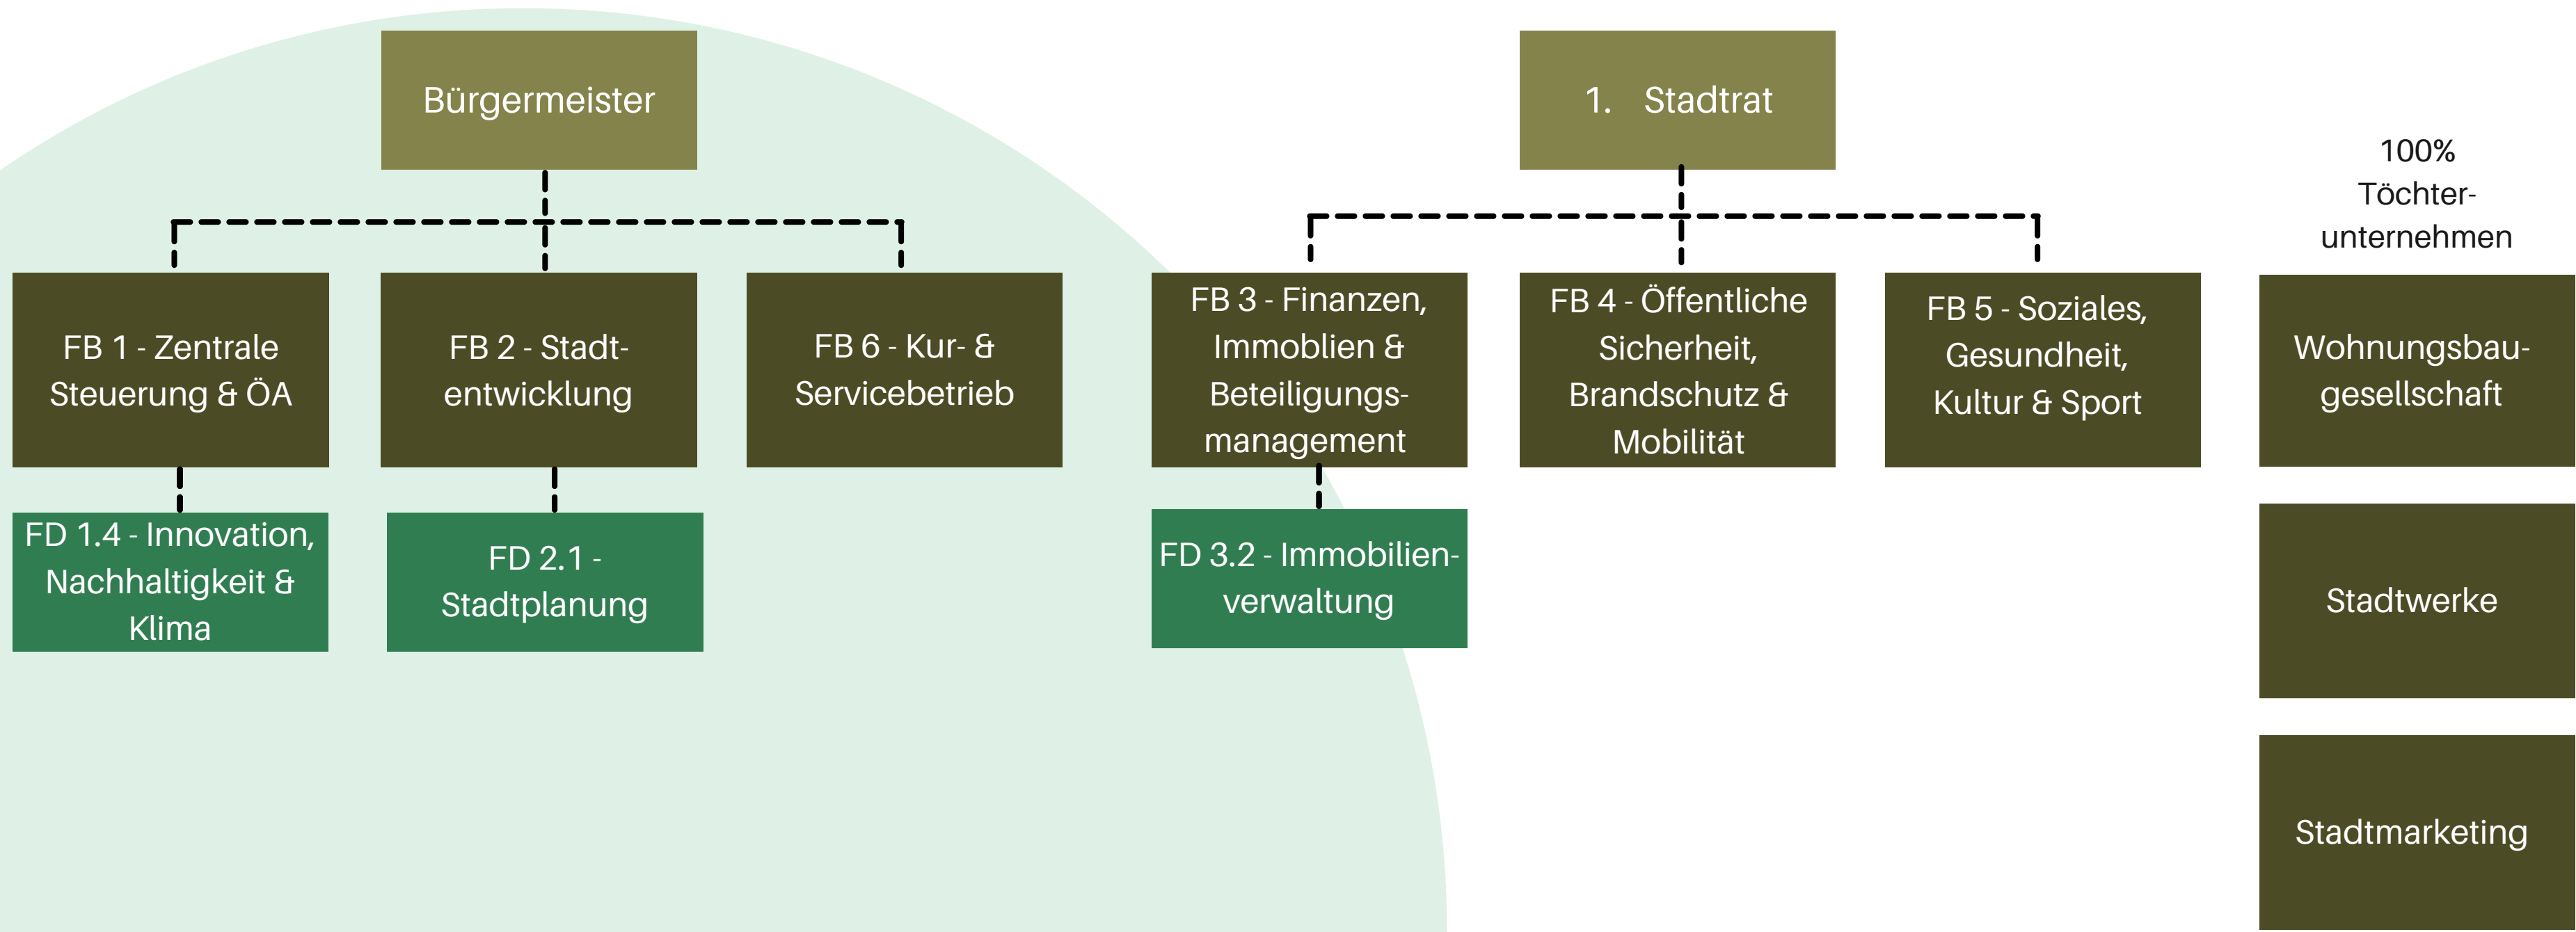 Bürgermeister
1. Stadtrat
100%
Töchter-
unternehmen
FB 1 - Zentrale
Steuerung & ÖA
FB 2 - Stadt-
entwicklung
FB 6 - Kur- &
Servicebetrieb
FB 3 - Finanzen,
Immoblien &
Beteiligungs-
management
FB 4 - Öffentliche
Sicherheit,
Brandschutz &
Mobilität
FB 5 - Soziales,
Gesundheit,
Kultur & Sport
Wohnungsbau-
gesellschaft
FD 1.4 - Innovation,
Nachhaltigkeit &
Klima
FD 2.1 -
Stadtplanung
FD 3.2 - Immobilien-
verwaltung
Stadtwerke
Stadtmarketing